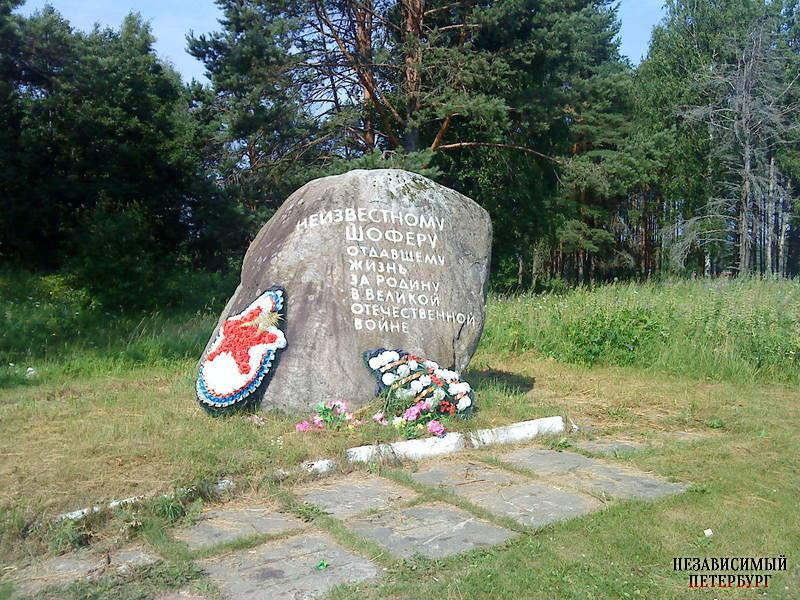 НЕИЗВЕСТНОМУ
ШОФЕРУ
ОТДАВШЕМУ
ЖИЗНЬ
ЗА РОДИНУ
В ВЕЛИКОЙ
ОТЕЧЕСТВЕННОЙ
ВОЙНЕ
НЕЗАВИСИМЫЙ
ПЕТЕРБУРГ